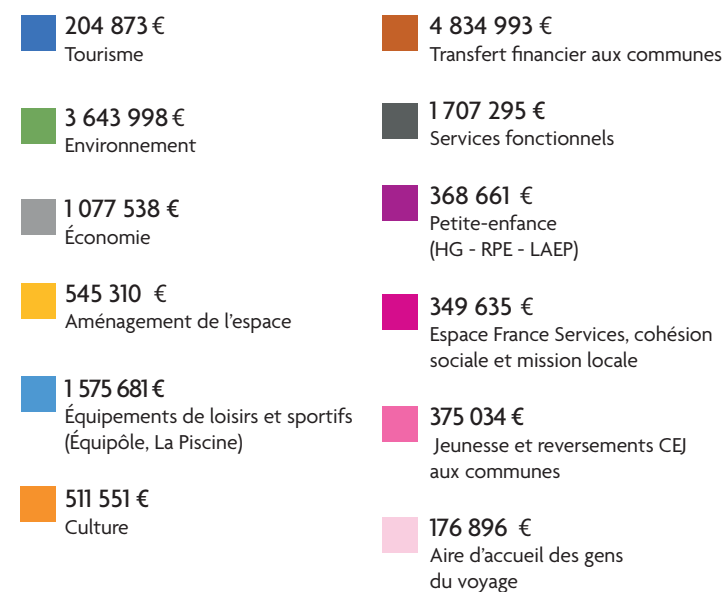 204 873 €
Tourisme
3 643 998 €
Environnement
1 077 538 €
Économie
545 310 €
Aménagement de l'espace
1 575 681 €
Équipements de loisirs et sportifs
(Équipôle, La Piscine)
511 551 €
Culture
4 834 993 €
Transfert financier aux communes
1 707 295 €
Services fonctionnels
368 661 €
Petite-enfance
(HG - RPE - LAEP)
349 635 €
Espace France Services, cohésion
sociale et mission locale
375 034 €
Jeunesse et reversements CEJ
aux communes
176 896 €
Aire d'accueil des gens
du voyage